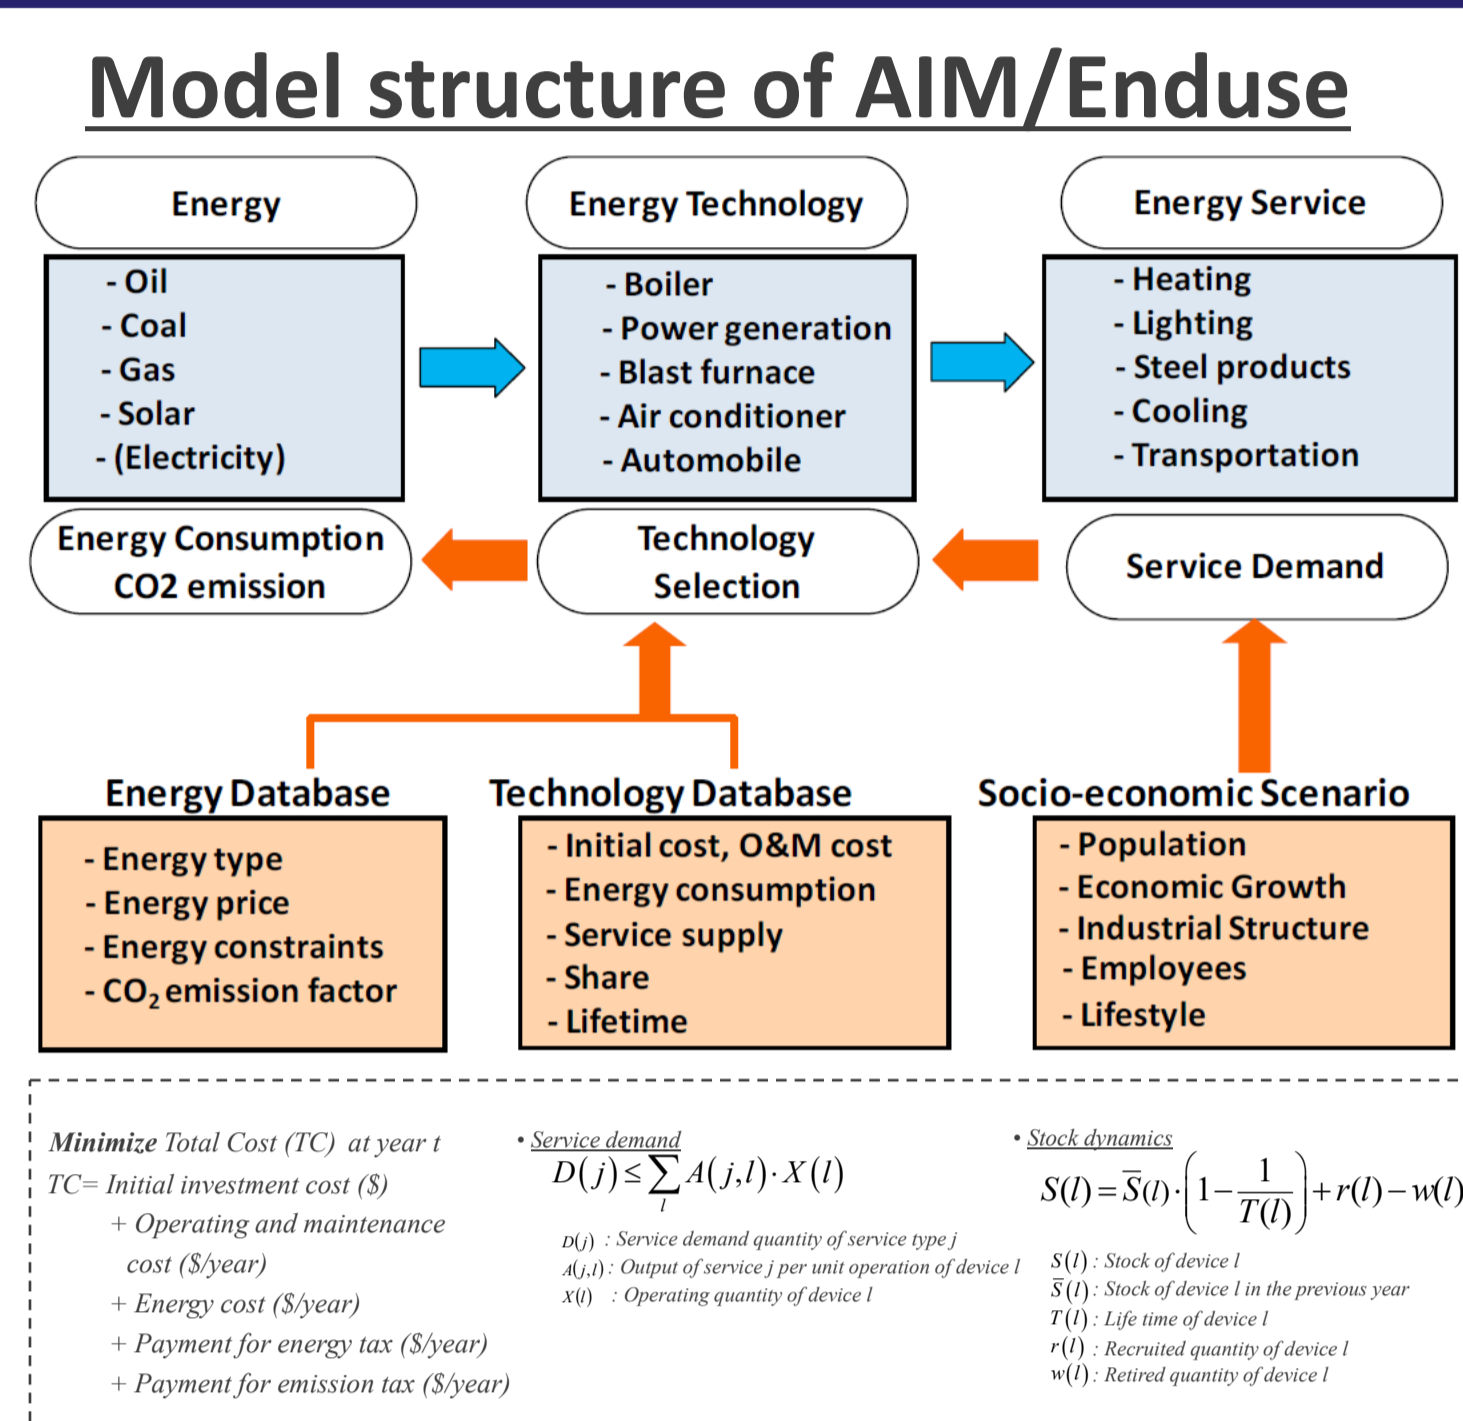 Model structure of AIM/Enduse
Energy
- Oil
- Coal
- Gas
- Solar
- (Electricity)
Energy Technology
- Boiler
- Power generation
- Blast furnace
- Air conditioner
- Automobile
Energy Service
- Heating
- Lighting
- Steel products
- Cooling
- Transportation
Energy Consumption
CO2 emission
Technology
Selection
Service Demand
Energy Database
- Energy type
- Energy price
- Energy constraints
- CO₂ emission factor
Technology Database
- Initial cost, O&M cost
- Energy consumption
- Service supply
- Share
- Lifetime
Socio-economic Scenario
- Population
- Economic Growth
- Industrial Structure
- Employees
- Lifestyle
Minimize Total Cost (TC) at year t
TC= Initial investment cost ($)
+ Operating and maintenance
cost ($/year)
+ Energy cost ($/year)
+ Payment for energy tax ($/year)
+ Payment for emission tax ($/year)
• Service demand
D(j) ≤ ∑_l A(j,l)·X(l)
D(j) : Service demand quantity of service type j
A(j,l) : Output of service j per unit operation of device l
X(l) : Operating quantity of device l
• Stock dynamics
S(l) = S̅(l)·(1 − 1/T(l)) + r(l) − w(l)
S(l) : Stock of device l
S̅(l) : Stock of device l in the previous year
T(l) : Life time of device l
r(l) : Recruited quantity of device l
w(l) : Retired quantity of device l